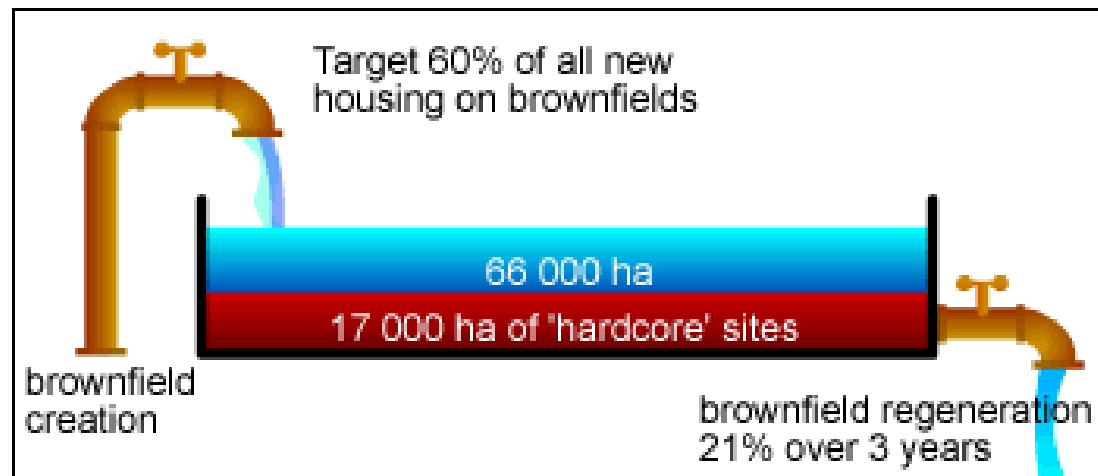 Target 60% of all new
housing on brownfields
66 000 ha
17 000 ha of 'hardcore' sites
brownfield
creation
brownfield regeneration
21% over 3 years